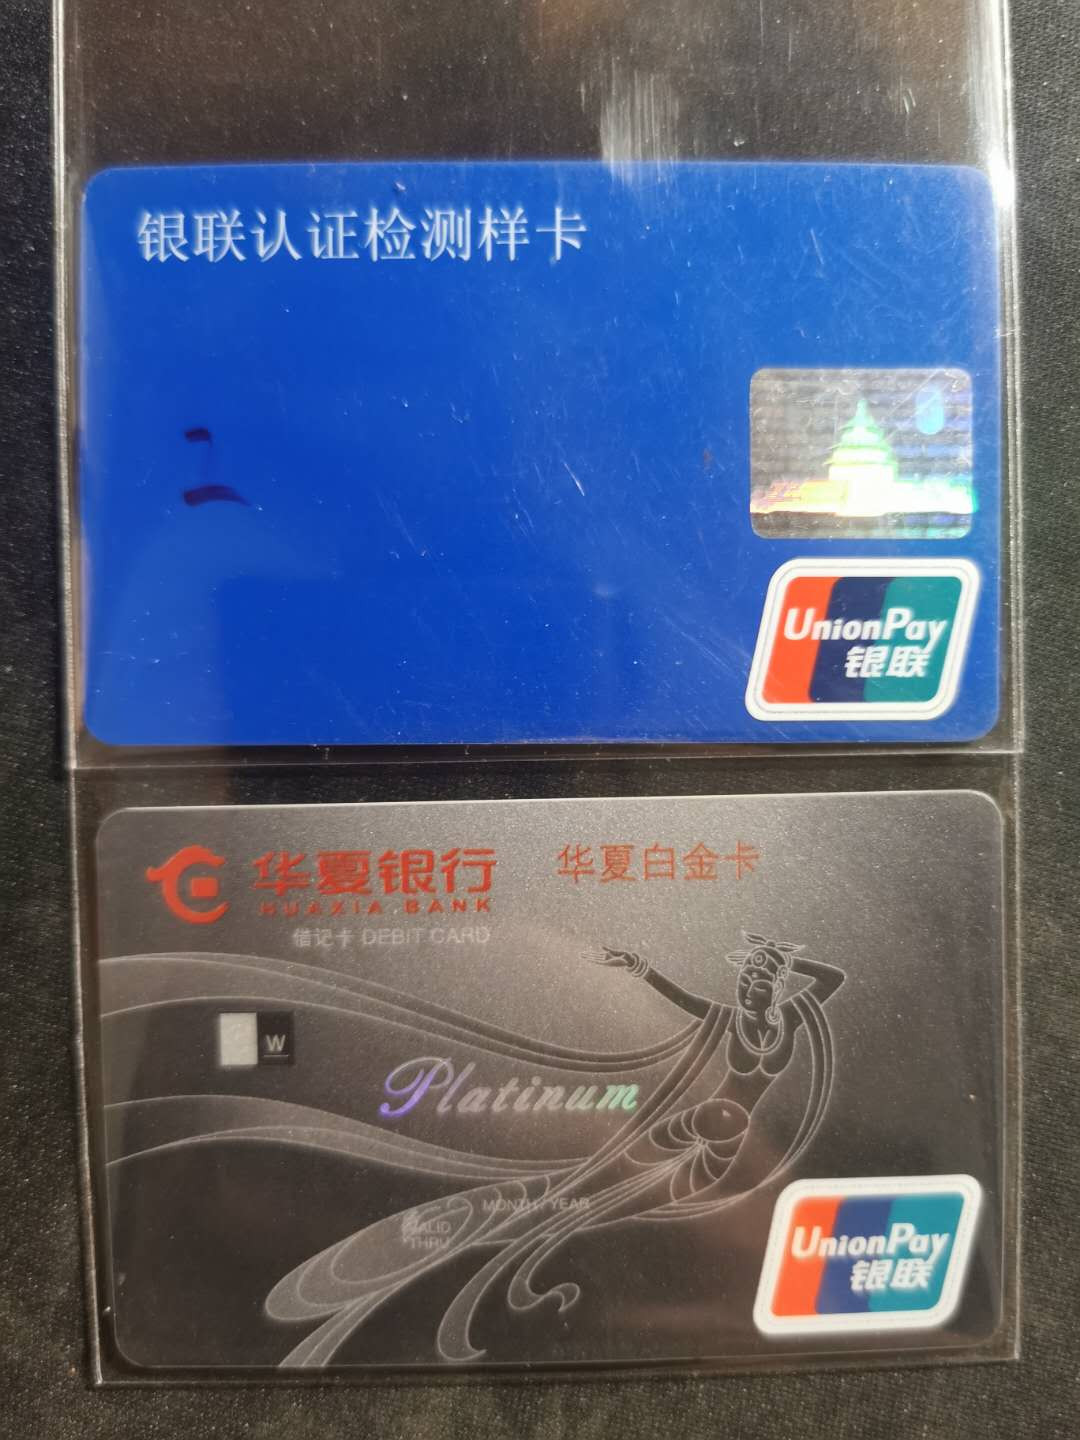 银联认证检测样卡
工
UnionPay
银联
华夏银行
HUAXIA BANK
华夏白金卡
借记卡 DEBIT CARD
W
Platinum
MONTH/YEAR
VALID
THRU
UnionPay
银联